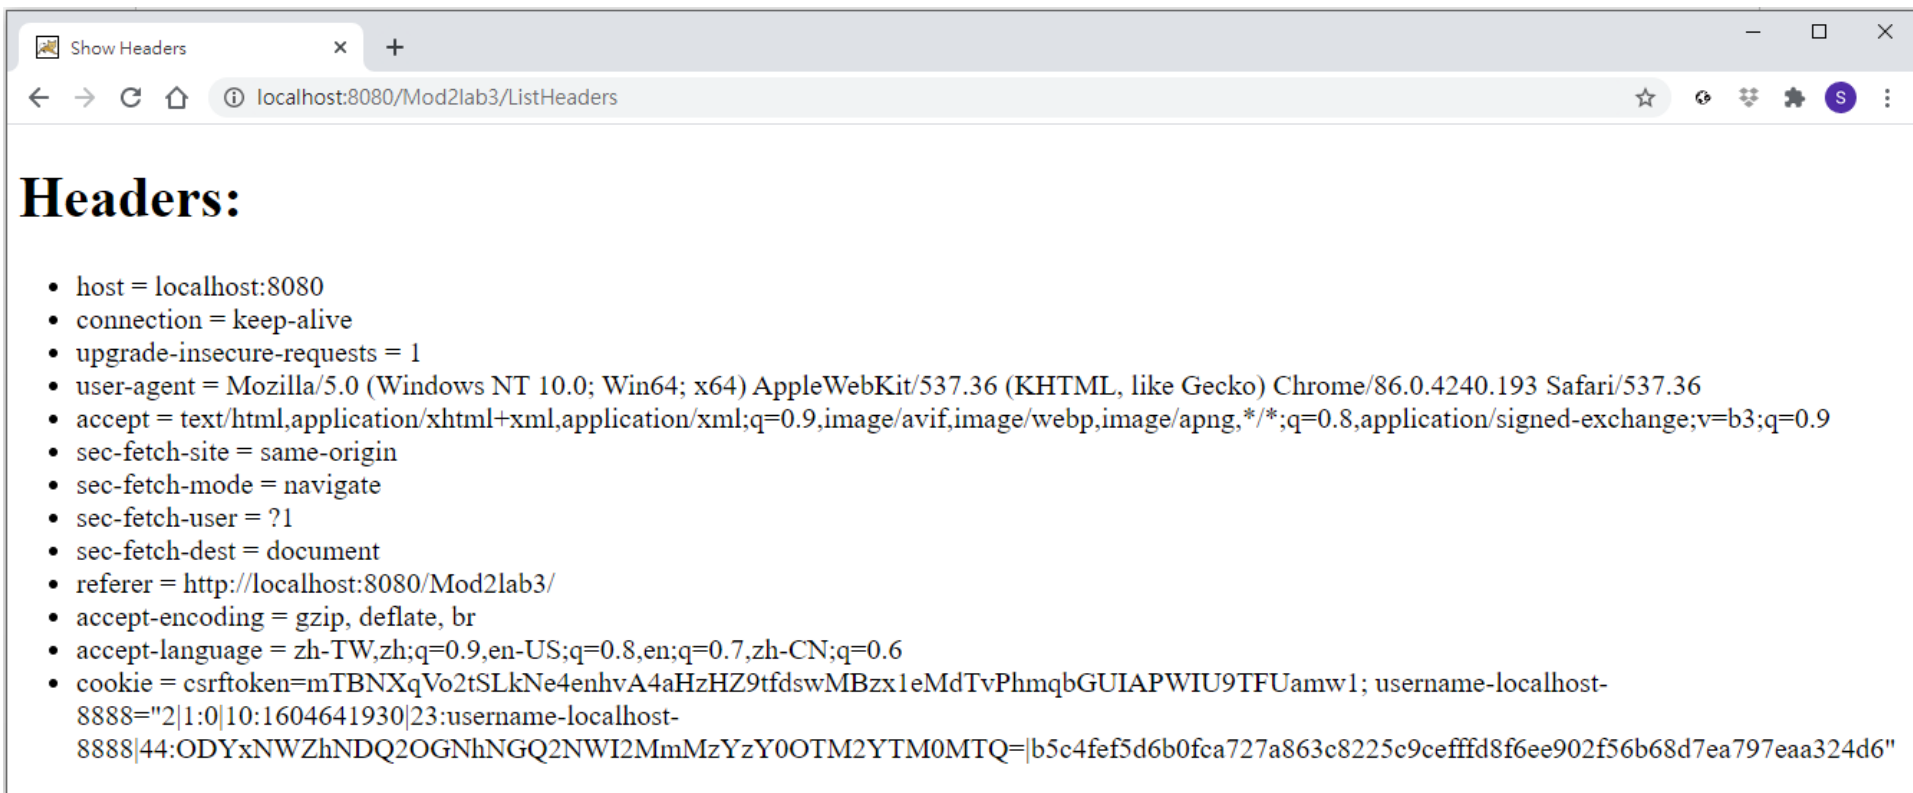 Show Headers
localhost:8080/Mod2lab3/ListHeaders
S
Headers:
• host = localhost:8080
• connection = keep-alive
• upgrade-insecure-requests = 1
• user-agent = Mozilla/5.0 (Windows NT 10.0; Win64; x64) AppleWebKit/537.36 (KHTML, like Gecko) Chrome/86.0.4240.193 Safari/537.36
• accept = text/html,application/xhtml+xml,application/xml;q=0.9,image/avif,image/webp,image/apng,*/*;q=0.8,application/signed-exchange;v=b3;q=0.9
• sec-fetch-site = same-origin
• sec-fetch-mode = navigate
• sec-fetch-user = ?1
• sec-fetch-dest = document
• referer = http://localhost:8080/Mod2lab3/
• accept-encoding = gzip, deflate, br
• accept-language = zh-TW,zh;q=0.9,en-US;q=0.8,en;q=0.7,zh-CN;q=0.6
• cookie = csrftoken=mTBNXqVo2tSLkNe4enhvA4aHzHZ9tfdswMBzx1eMdTvPhmqbGUIAPWIU9TFUamw1; username-localhost-
8888="2|1:0|10:1604641930|23:username-localhost-
8888|44:ODYxNWZhNDQ2OGNhNGQ2NWI2MmMzYzY0OTM2YTM0MTQ=|b5c4fef5d6b0fca727a863c8225c9cefffd8f6ee902f56b68d7ea797eaa324d6"